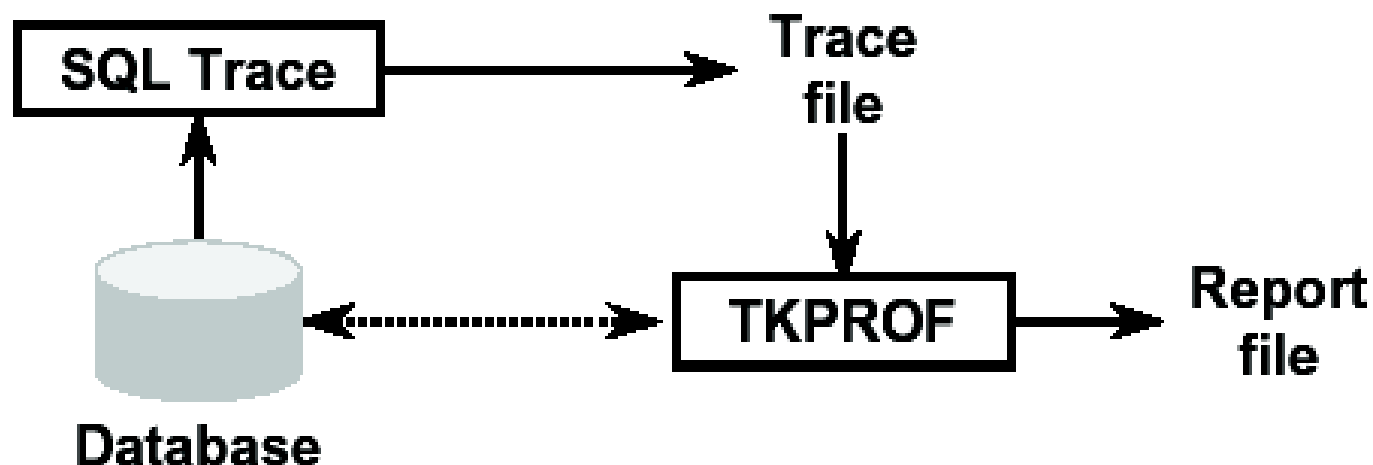 SQL Trace
Trace
file
TKPROF
Report
file
Database